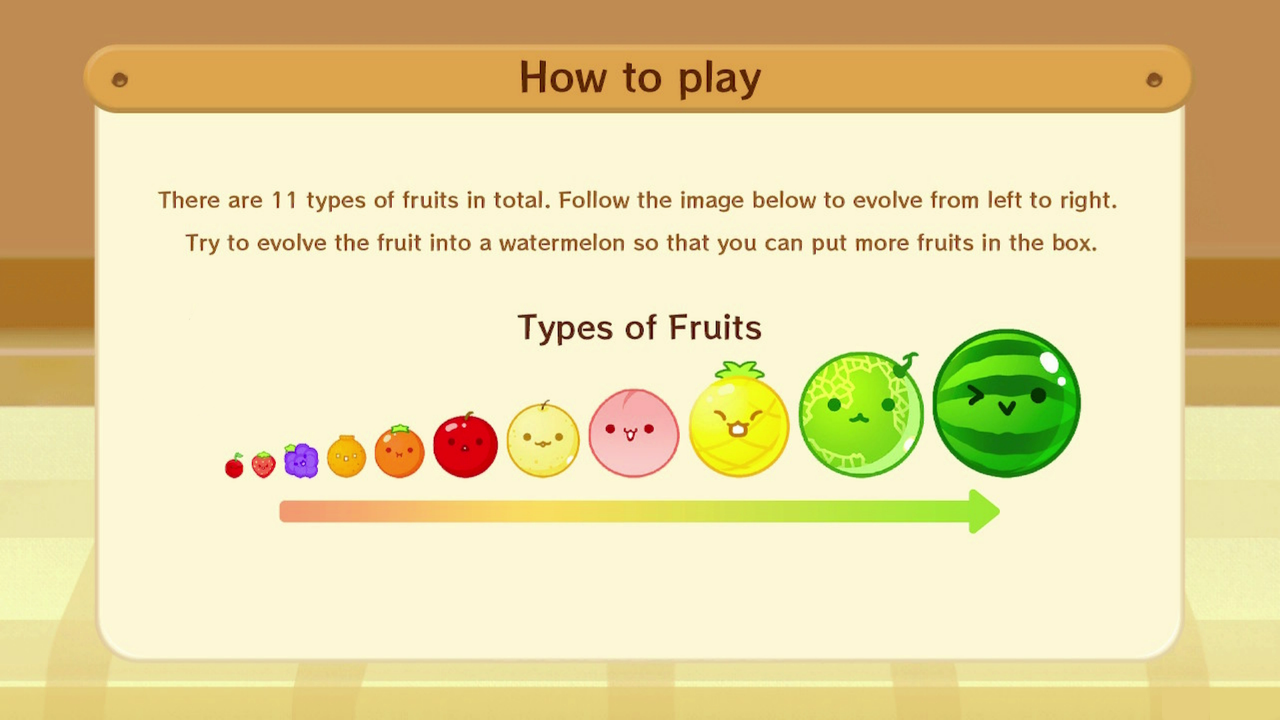 How to play
There are 11 types of fruits in total. Follow the image below to evolve from left to right.
Try to evolve the fruit into a watermelon so that you can put more fruits in the box.
Types of Fruits